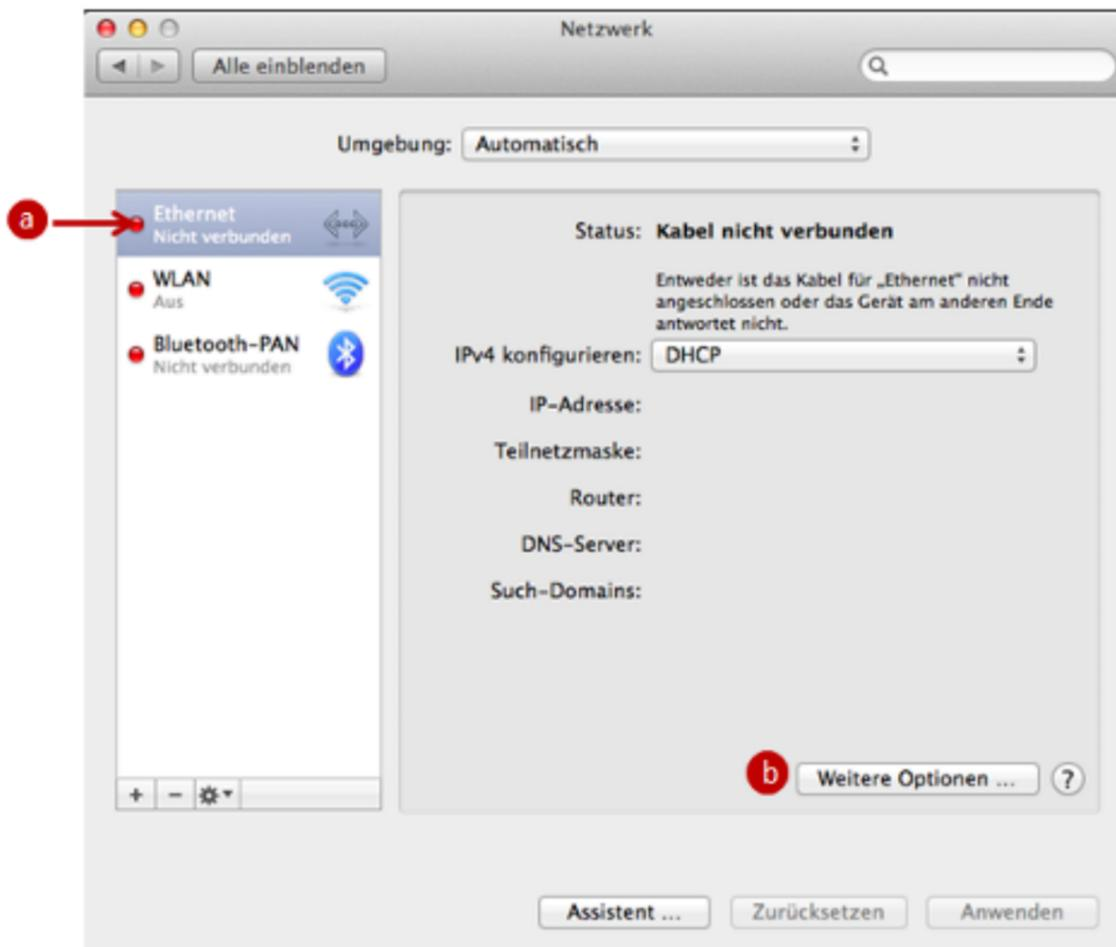 Netzwerk
Alle einblenden
Umgebung: Automatisch
a
Ethernet
Nicht verbunden
WLAN
Aus
Bluetooth-PAN
Nicht verbunden
Status: Kabel nicht verbunden
Entweder ist das Kabel für „Ethernet“ nicht
angeschlossen oder das Gerät am anderen Ende
antwortet nicht.
IPv4 konfigurieren: DHCP
IP-Adresse:
Teilnetzmaske:
Router:
DNS-Server:
Such-Domains:
b
Weitere Optionen ... ?
+ −
Assistent ... Zurücksetzen Anwenden